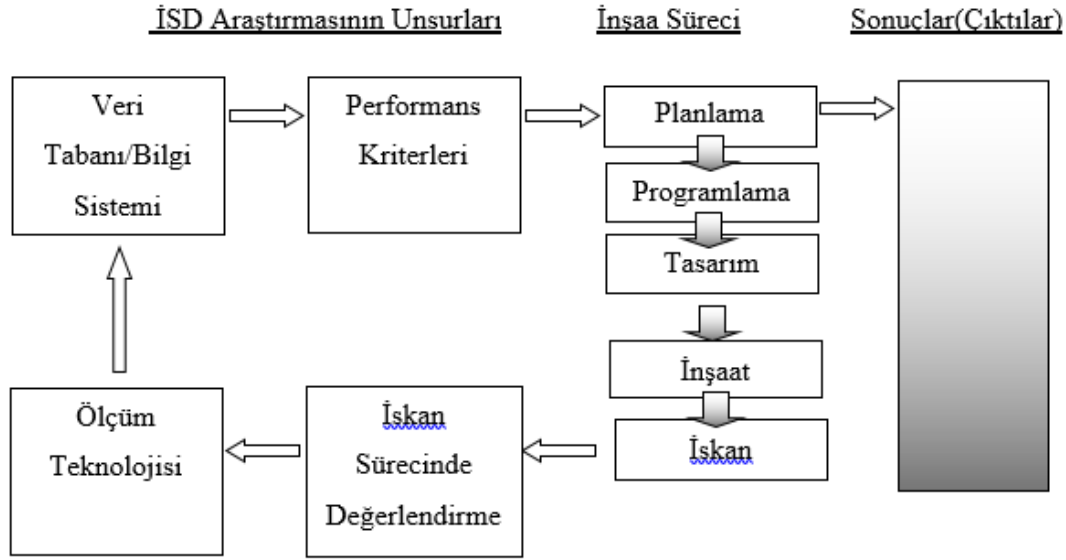 İSD Araştırmasının Unsurları
İnşaa Süreci
Sonuçlar(Çıktılar)
Veri
Tabanı/Bilgi
Sistemi
Performans
Kriterleri
Planlama
Programlama
Tasarım
İnşaat
İskan
Ölçüm
Teknolojisi
İskan
Sürecinde
Değerlendirme